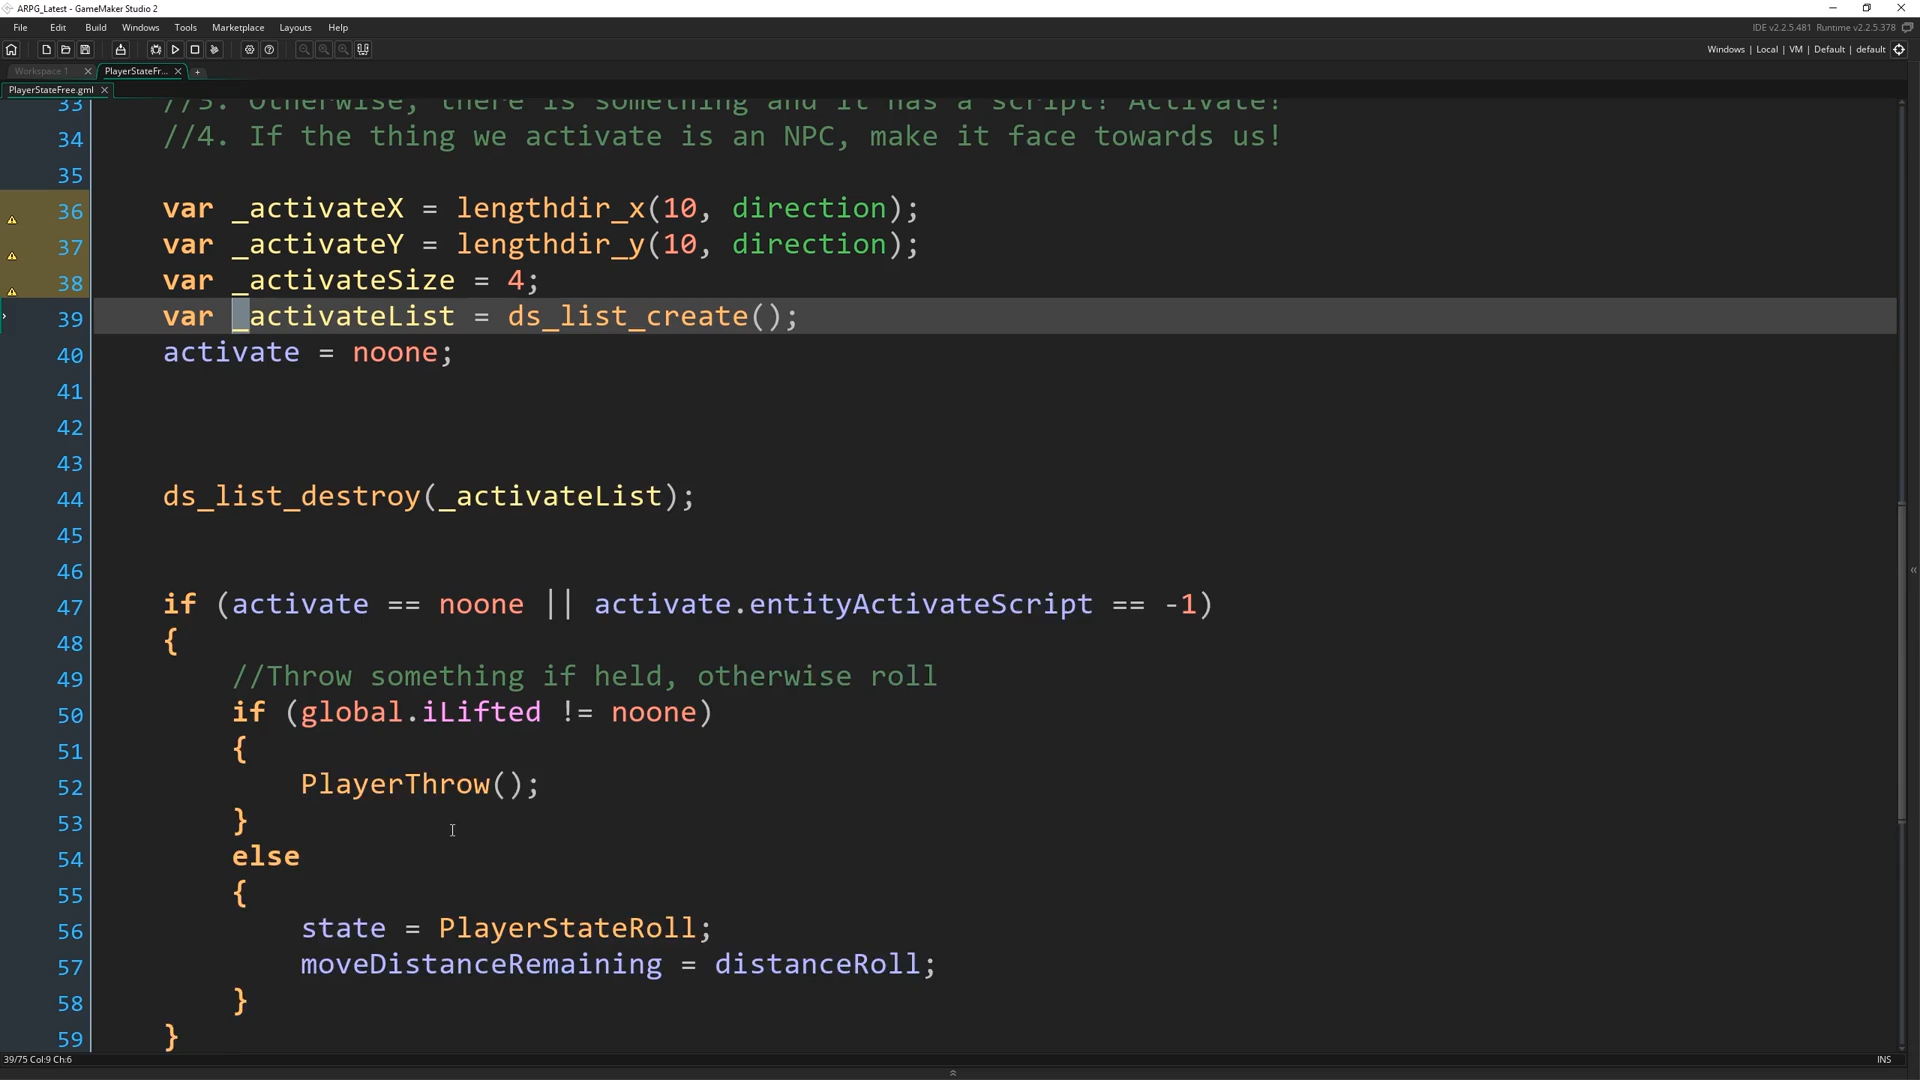 ARPG_Latest - GameMaker Studio 2
File Edit Build Windows Tools Marketplace Layouts Help
IDE v2.2.5.481 Runtime v2.2.5.378
Windows | Local | VM | Default | default
Workspace 1 PlayerStateFr...
PlayerStateFree.gml
33 //3. Otherwise, there is something and it has a script! Activate!
34 //4. If the thing we activate is an NPC, make it face towards us!
35
36 var _activateX = lengthdir_x(10, direction);
37 var _activateY = lengthdir_y(10, direction);
38 var _activateSize = 4;
39 var _activateList = ds_list_create();
40 activate = noone;
41
42
43
44 ds_list_destroy(_activateList);
45
46
47 if (activate == noone || activate.entityActivateScript == -1)
48 {
49 //Throw something if held, otherwise roll
50 if (global.iLifted != noone)
51 {
52 PlayerThrow();
53 }
54 else
55 {
56 state = PlayerStateRoll;
57 moveDistanceRemaining = distanceRoll;
58 }
59 }
39/75 Col:9 Ch:6
INS